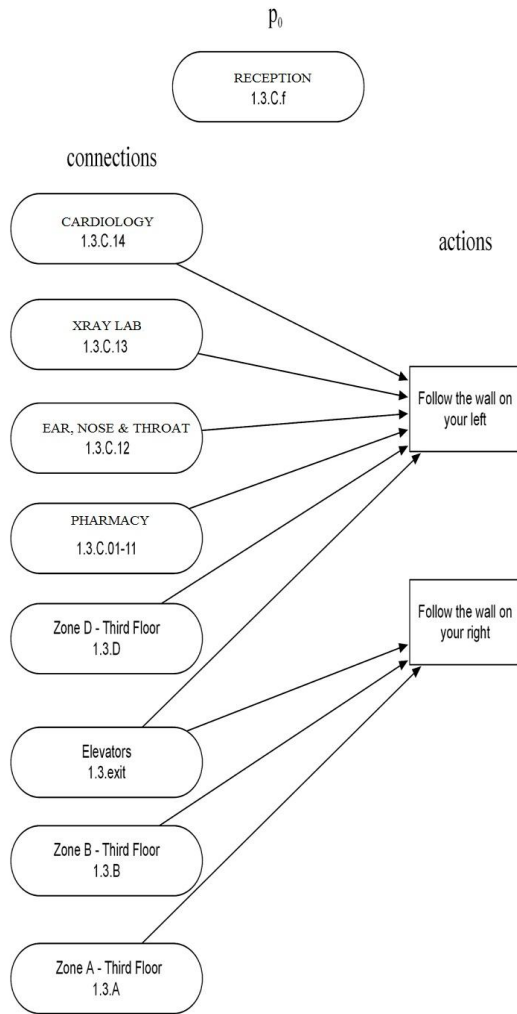 p₀
RECEPTION
1.3.C.f
connections
CARDIOLOGY
1.3.C.14
actions
XRAY LAB
1.3.C.13
Follow the wall on
your left
EAR, NOSE & THROAT
1.3.C.12
PHARMACY
1.3.C.01-11
Zone D - Third Floor
1.3.D
Follow the wall on
your right
Elevators
1.3.exit
Zone B - Third Floor
1.3.B
Zone A - Third Floor
1.3.A